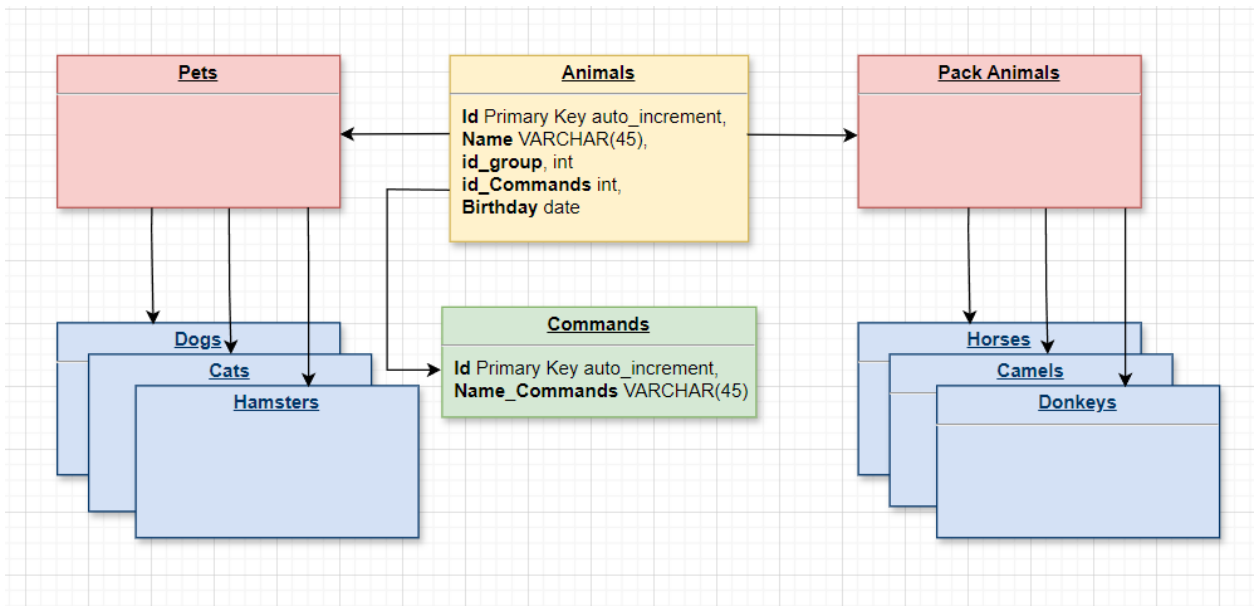 Pets
Animals
Id Primary Key auto_increment,
Name VARCHAR(45),
id_group, int
id_Commands int,
Birthday date
Pack Animals
Dogs
Cats
Hamsters
Commands
Id Primary Key auto_increment,
Name_Commands VARCHAR(45)
Horses
Camels
Donkeys